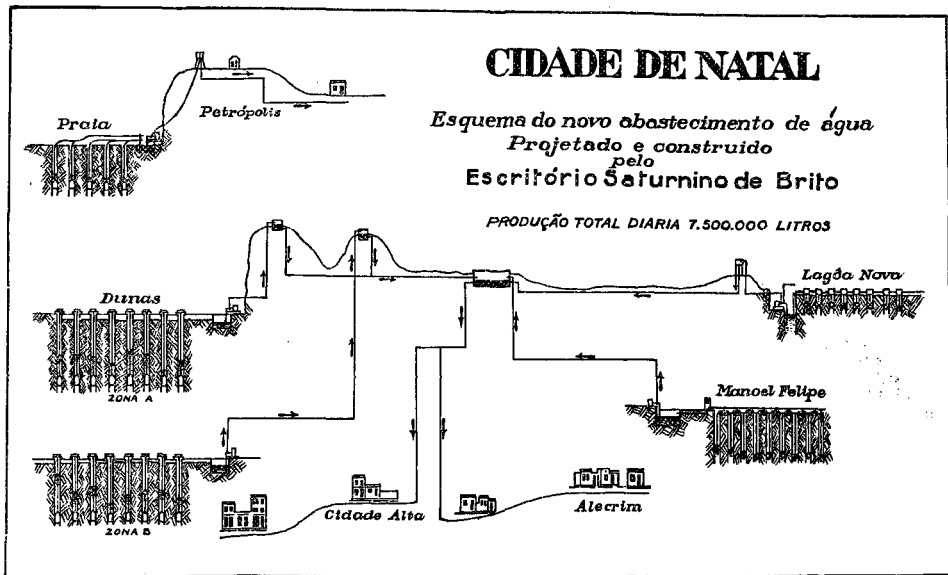 CIDADE DE NATAL
Esquema do novo abastecimento de água
Projetado e construido
pelo
Escritório Saturnino de Brito
PRODUÇÃO TOTAL DIARIA 7.500.000 LITROS
Petrópolis
Prata
Dunas
ZONA A
ZONA B
Lagôa Nova
Manoel Felipe
Cidade Alta
Alecrim